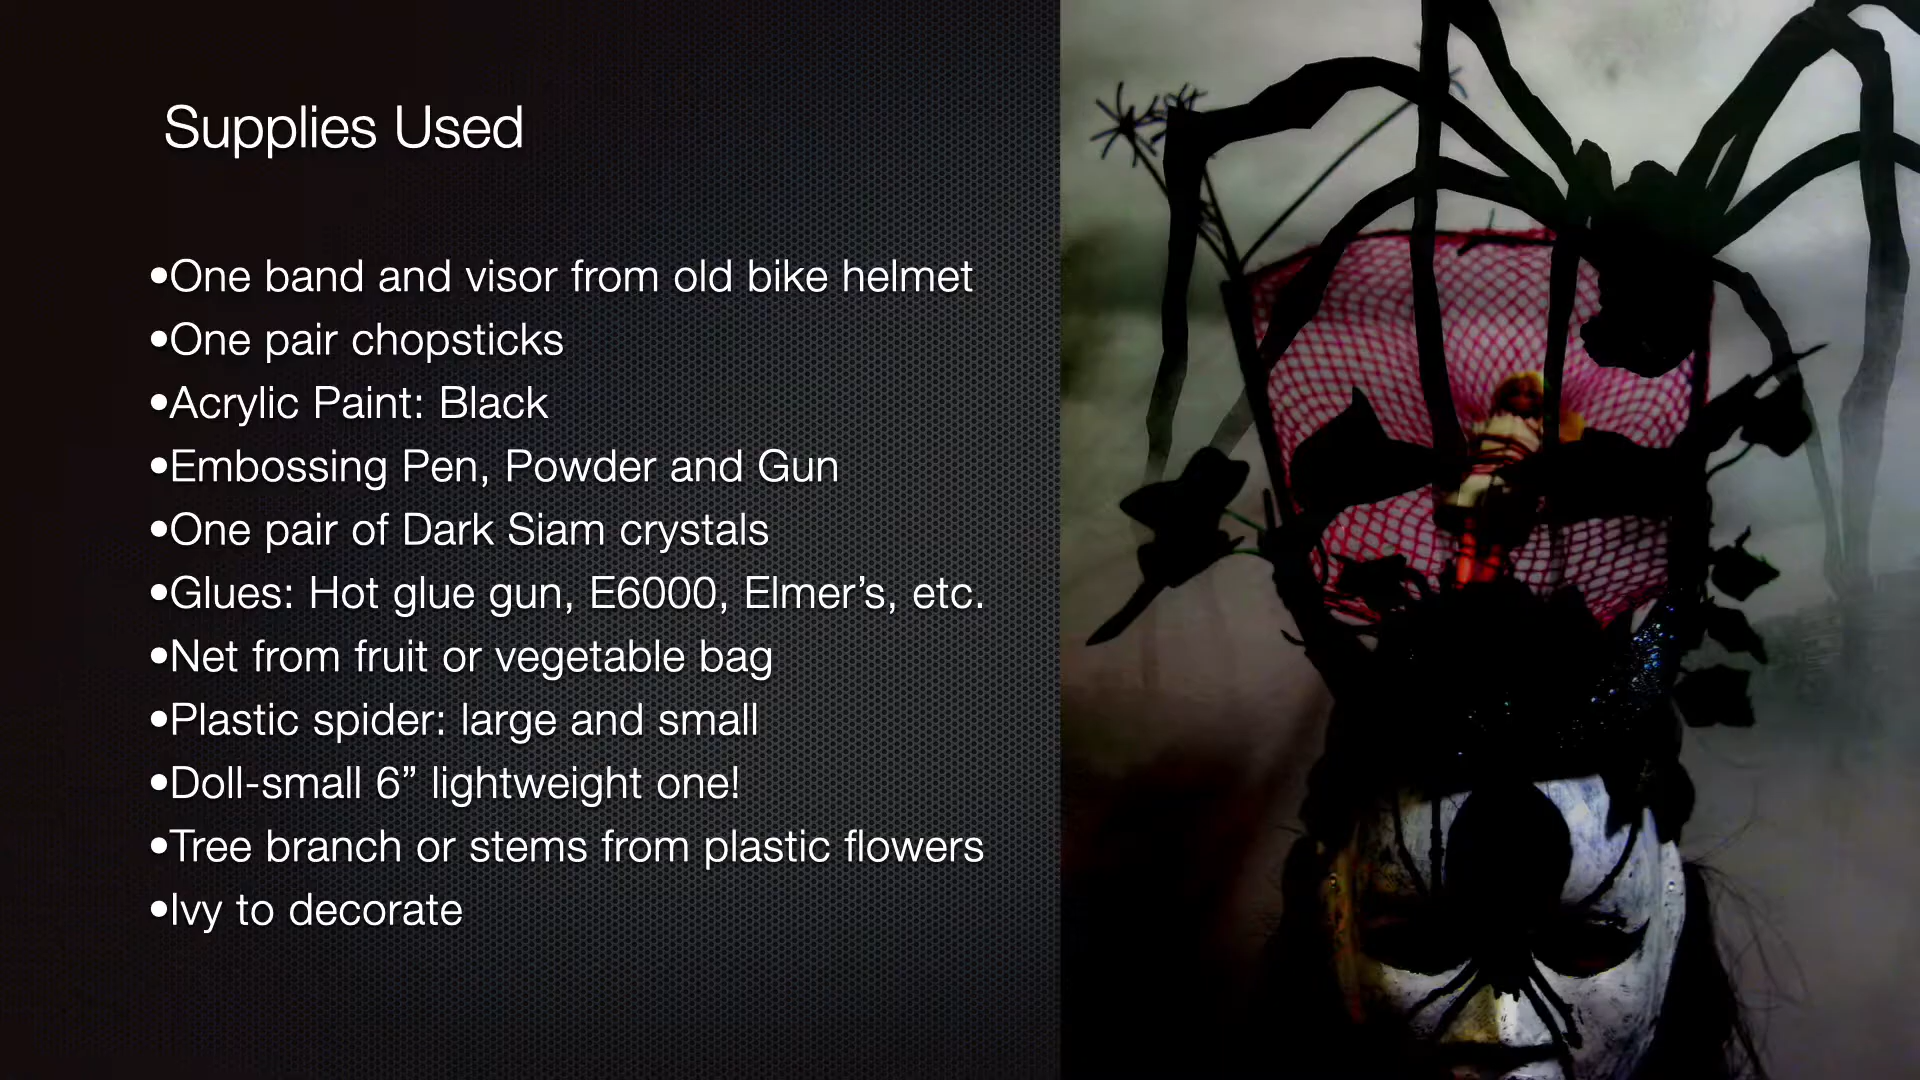 Supplies Used
•One band and visor from old bike helmet
•One pair chopsticks
•Acrylic Paint: Black
•Embossing Pen, Powder and Gun
•One pair of Dark Siam crystals
•Glues: Hot glue gun, E6000, Elmer’s, etc.
•Net from fruit or vegetable bag
•Plastic spider: large and small
•Doll-small 6” lightweight one!
•Tree branch or stems from plastic flowers
•Ivy to decorate